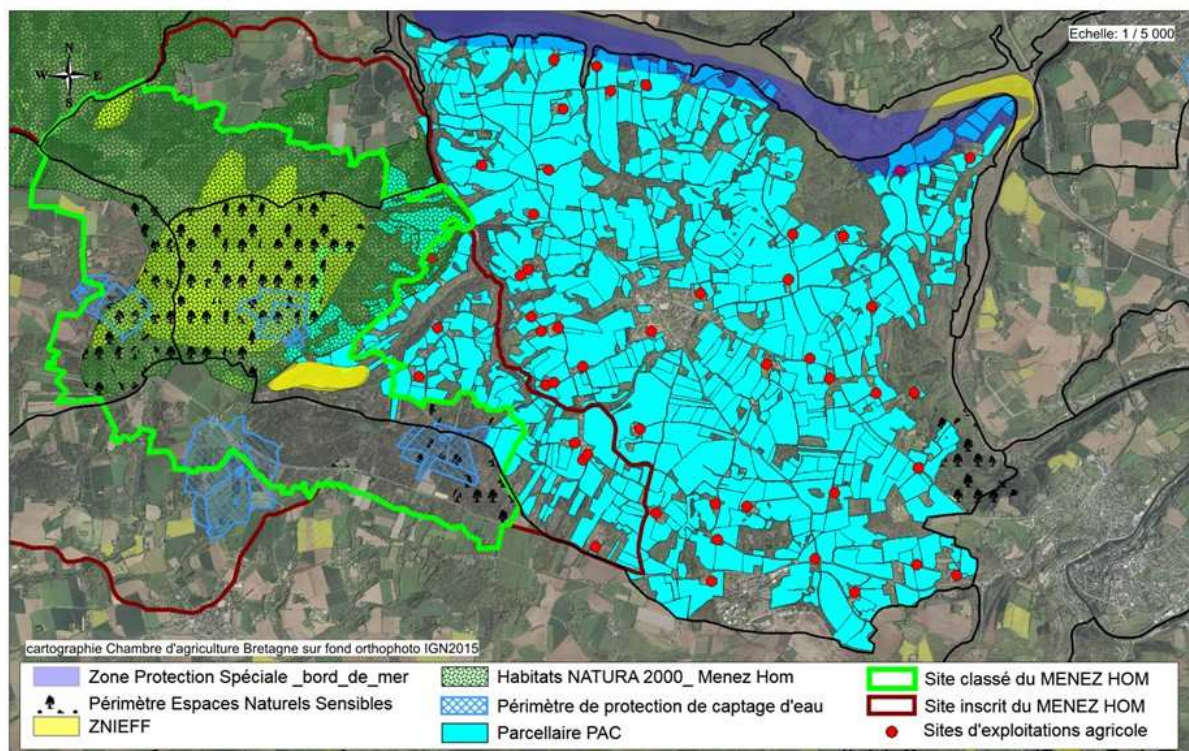 Echelle: 1 / 5 000
N
W E
S
cartographie Chambre d'agriculture Bretagne sur fond orthophoto IGN2015
Zone Protection Spéciale _bord_de_mer
Périmètre Espaces Naturels Sensibles
ZNIEFF
Habitats NATURA 2000_ Menez Hom
Périmètre de protection de captage d'eau
Parcellaire PAC
Site classé du MENEZ HOM
Site inscrit du MENEZ HOM
Sites d'exploitations agricole